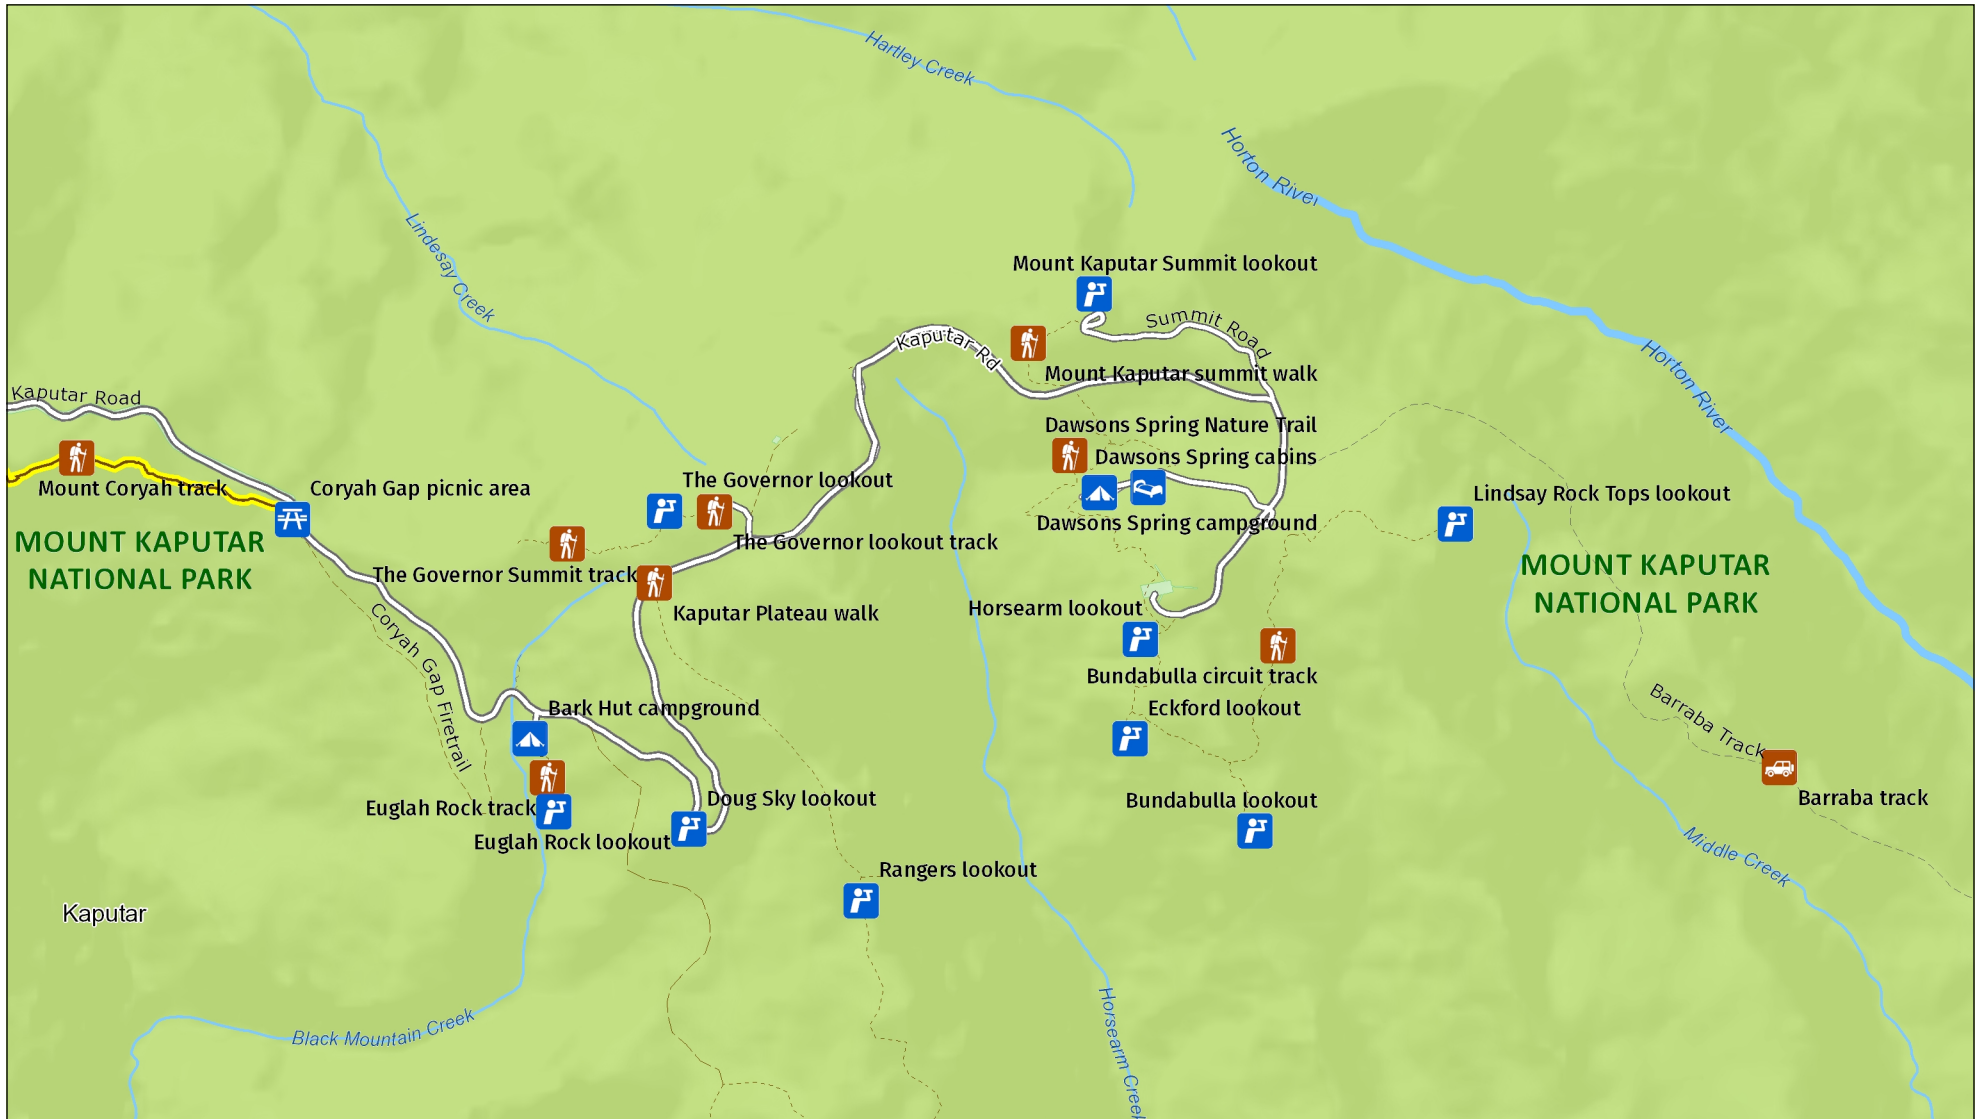 Hartley Creek
Horton River
Lindesay Creek
Mount Kaputar Summit lookout
Summit Road
Kaputar Rd
Horton River
Mount Kaputar summit walk
Kaputar Road
Dawsons Spring Nature Trail
Dawsons Spring cabins
Mount Coryah track
Coryah Gap picnic area
The Governor lookout
Lindsay Rock Tops lookout
Dawsons Spring campground
MOUNT KAPUTAR
NATIONAL PARK
The Governor lookout track
The Governor Summit track
MOUNT KAPUTAR
NATIONAL PARK
Kaputar Plateau walk
Horsearm lookout
Coryah Gap Firetrail
Bundabulla circuit track
Bark Hut campground
Eckford lookout
Barraba Track
Euglah Rock track
Doug Sky lookout
Bundabulla lookout
Barraba track
Euglah Rock lookout
Middle Creek
Rangers lookout
Kaputar
Black Mountain Creek
Horsearm Creek